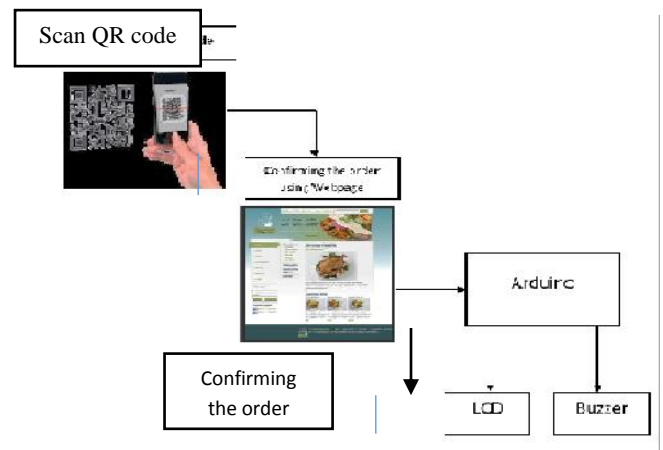 Scan QR code
Confirming the order
using Webpage
Arduino
Confirming
the order
LCD
Buzzer